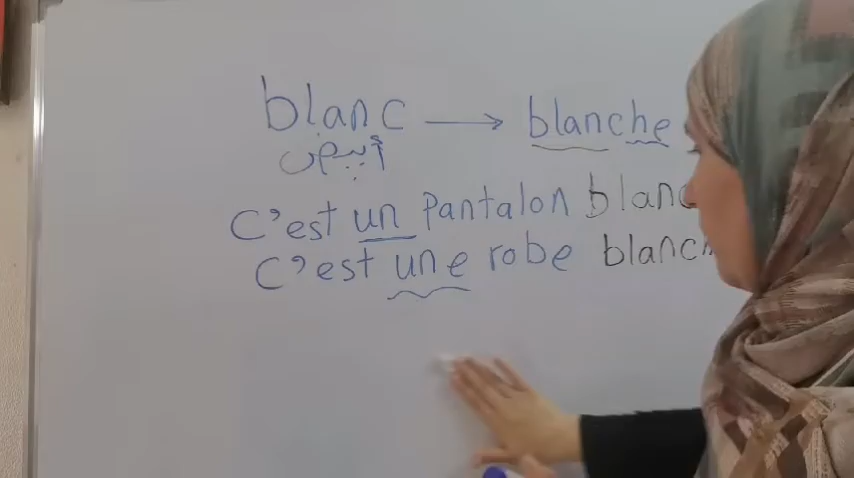 blanc → blanche
أبيض
C'est un pantalon blanc
C'est une robe blanch